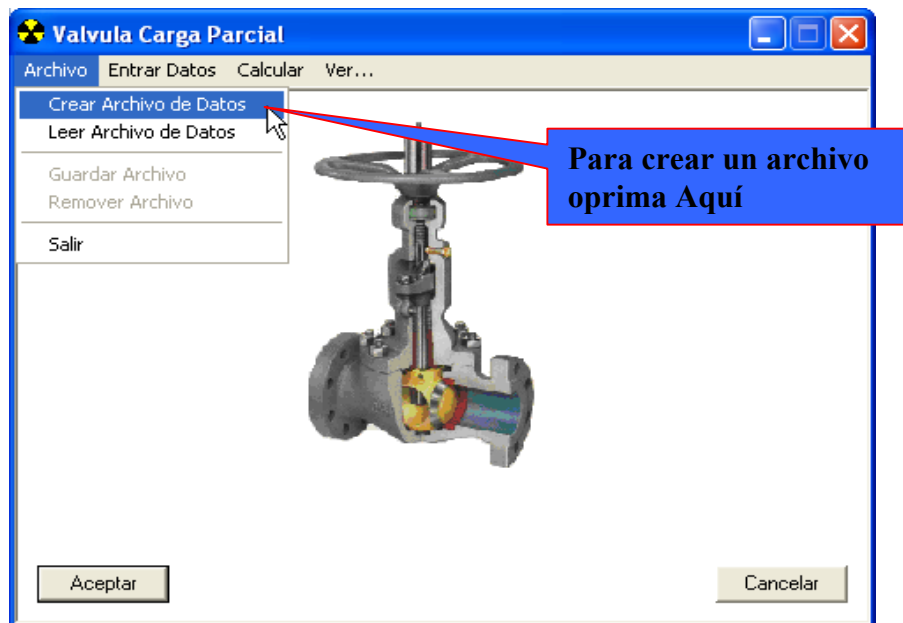 Valvula Carga Parcial
Archivo Entrar Datos Calcular Ver...
Crear Archivo de Datos
Leer Archivo de Datos
Guardar Archivo
Remover Archivo
Salir
Para crear un archivo
oprima Aquí
Aceptar Cancelar